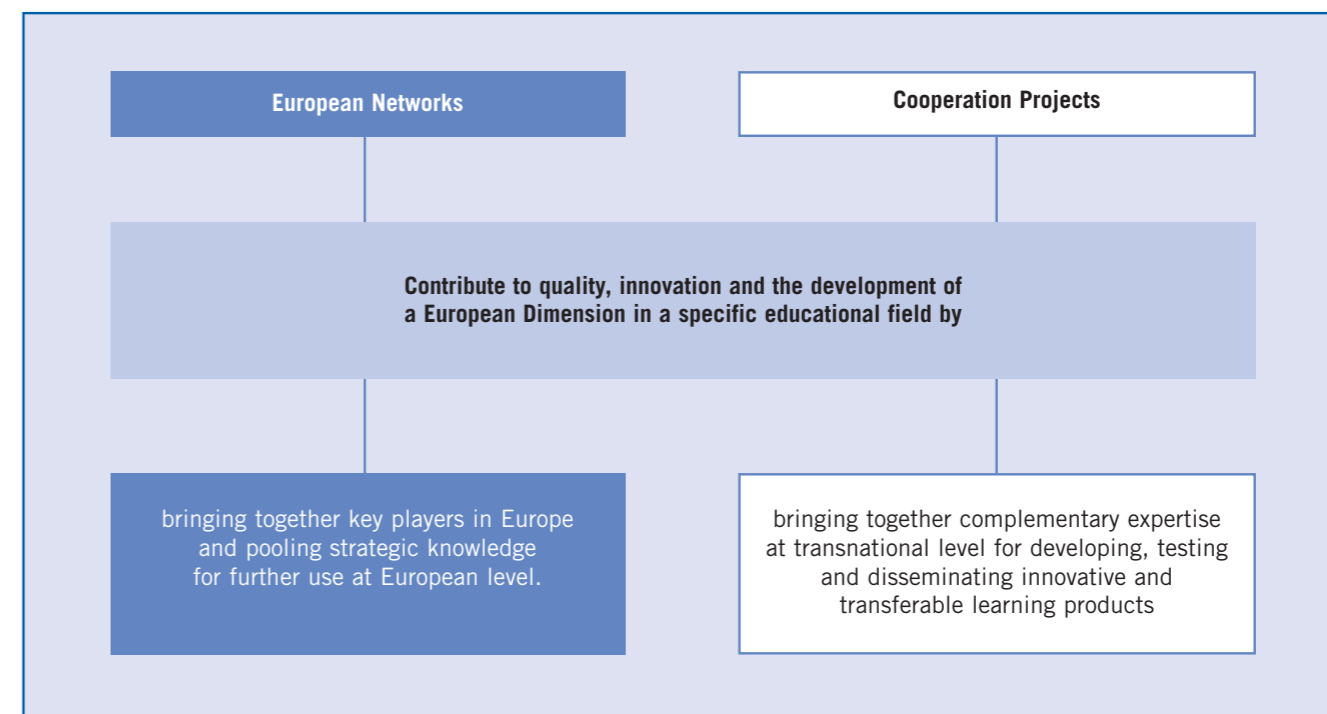 European Networks
Cooperation Projects
Contribute to quality, innovation and the development of
a European Dimension in a specific educational field by
bringing together key players in Europe
and pooling strategic knowledge
for further use at European level.
bringing together complementary expertise
at transnational level for developing, testing
and disseminating innovative and
transferable learning products